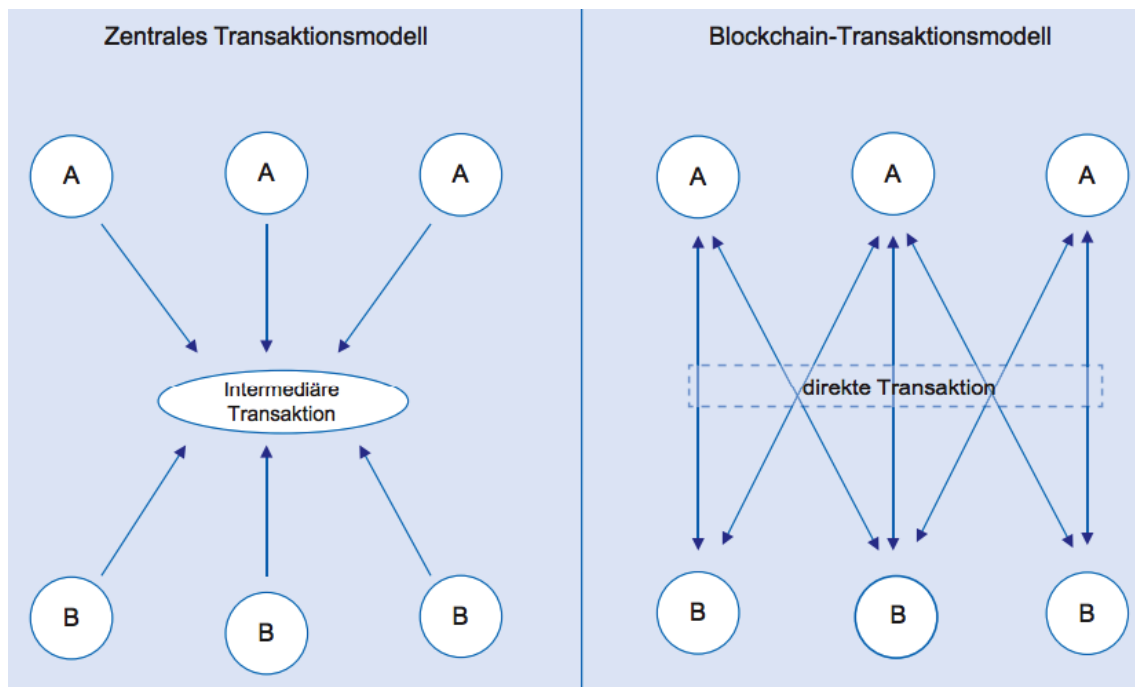 Zentrales Transaktionsmodell
Blockchain-Transaktionsmodell
A
A
A
A
A
A
Intermediäre
Transaktion
direkte Transaktion
B
B
B
B
B
B